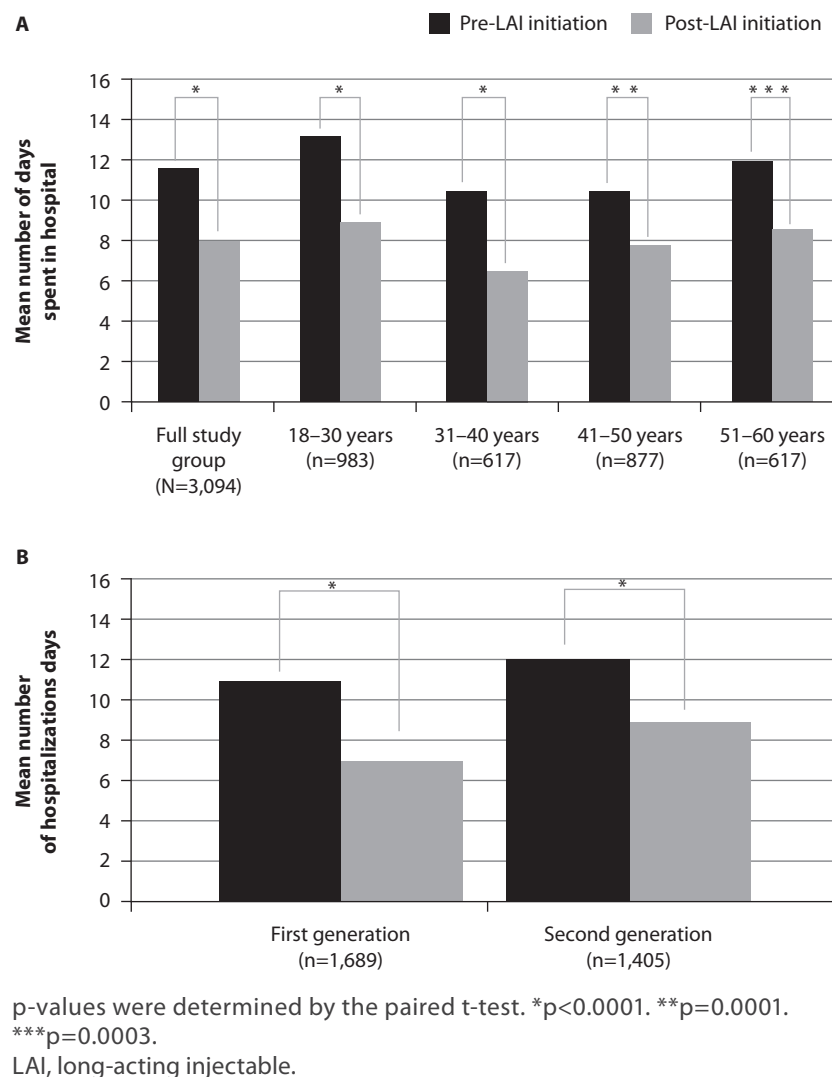 A
Pre-LAI initiation
Post-LAI initiation
Mean number of days
spent in hospital
16
14
12
10
8
6
4
2
0
*
*
*
* *
* * *
Full study
group
(N=3,094)
18–30 years
(n=983)
31–40 years
(n=617)
41–50 years
(n=877)
51–60 years
(n=617)
B
Mean number
of hospitalizations days
16
14
12
10
8
6
4
2
0
*
*
First generation
(n=1,689)
Second generation
(n=1,405)
p-values were determined by the paired t-test. *p<0.0001. **p=0.0001.
***p=0.0003.
LAI, long-acting injectable.